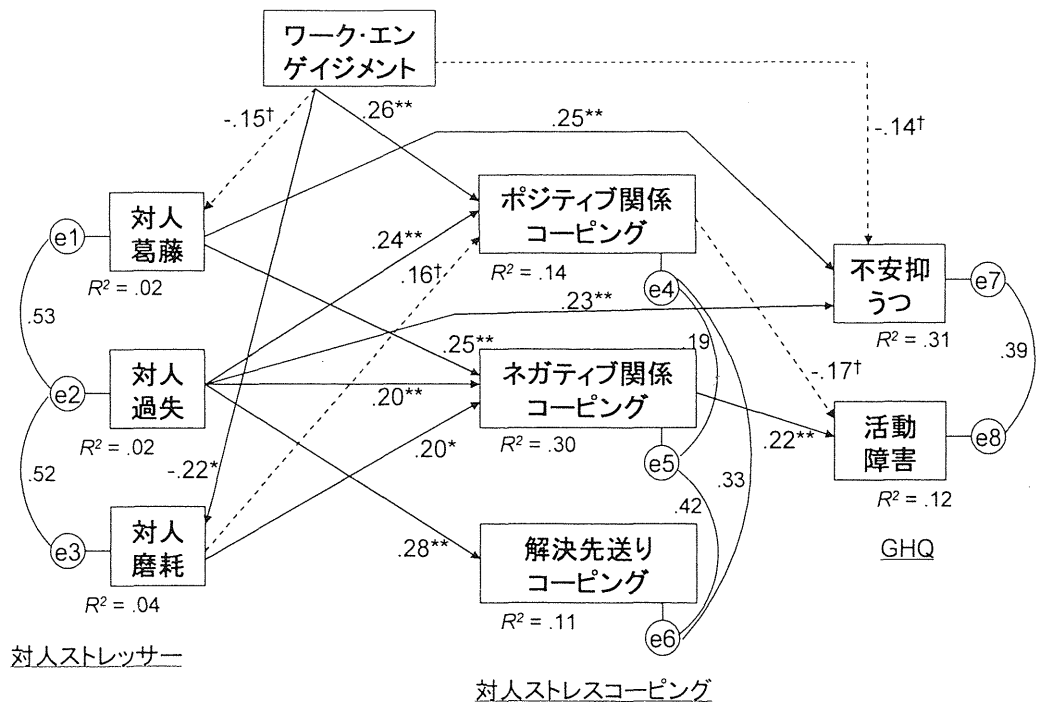 ワーク・エン
ゲイジメント
-.15†
.26**
.25**
-.14†
対人
葛藤
e1
R² = .02
ポジティブ関係
コーピング
.24**
.16†
R² = .14
e4
不安抑
うつ
e7
R² = .31
.53
.23**
.19
.39
対人
過失
e2
R² = .02
.25**
.20**
ネガティブ関係
コーピング
R² = .30
e5
-.17†
.22**
活動
障害
e8
R² = .12
GHQ
.52
-.22*
.20*
.42
.33
対人
磨耗
e3
R² = .04
.28**
解決先送り
コーピング
R² = .11
e6
対人ストレッサー
対人ストレスコーピング